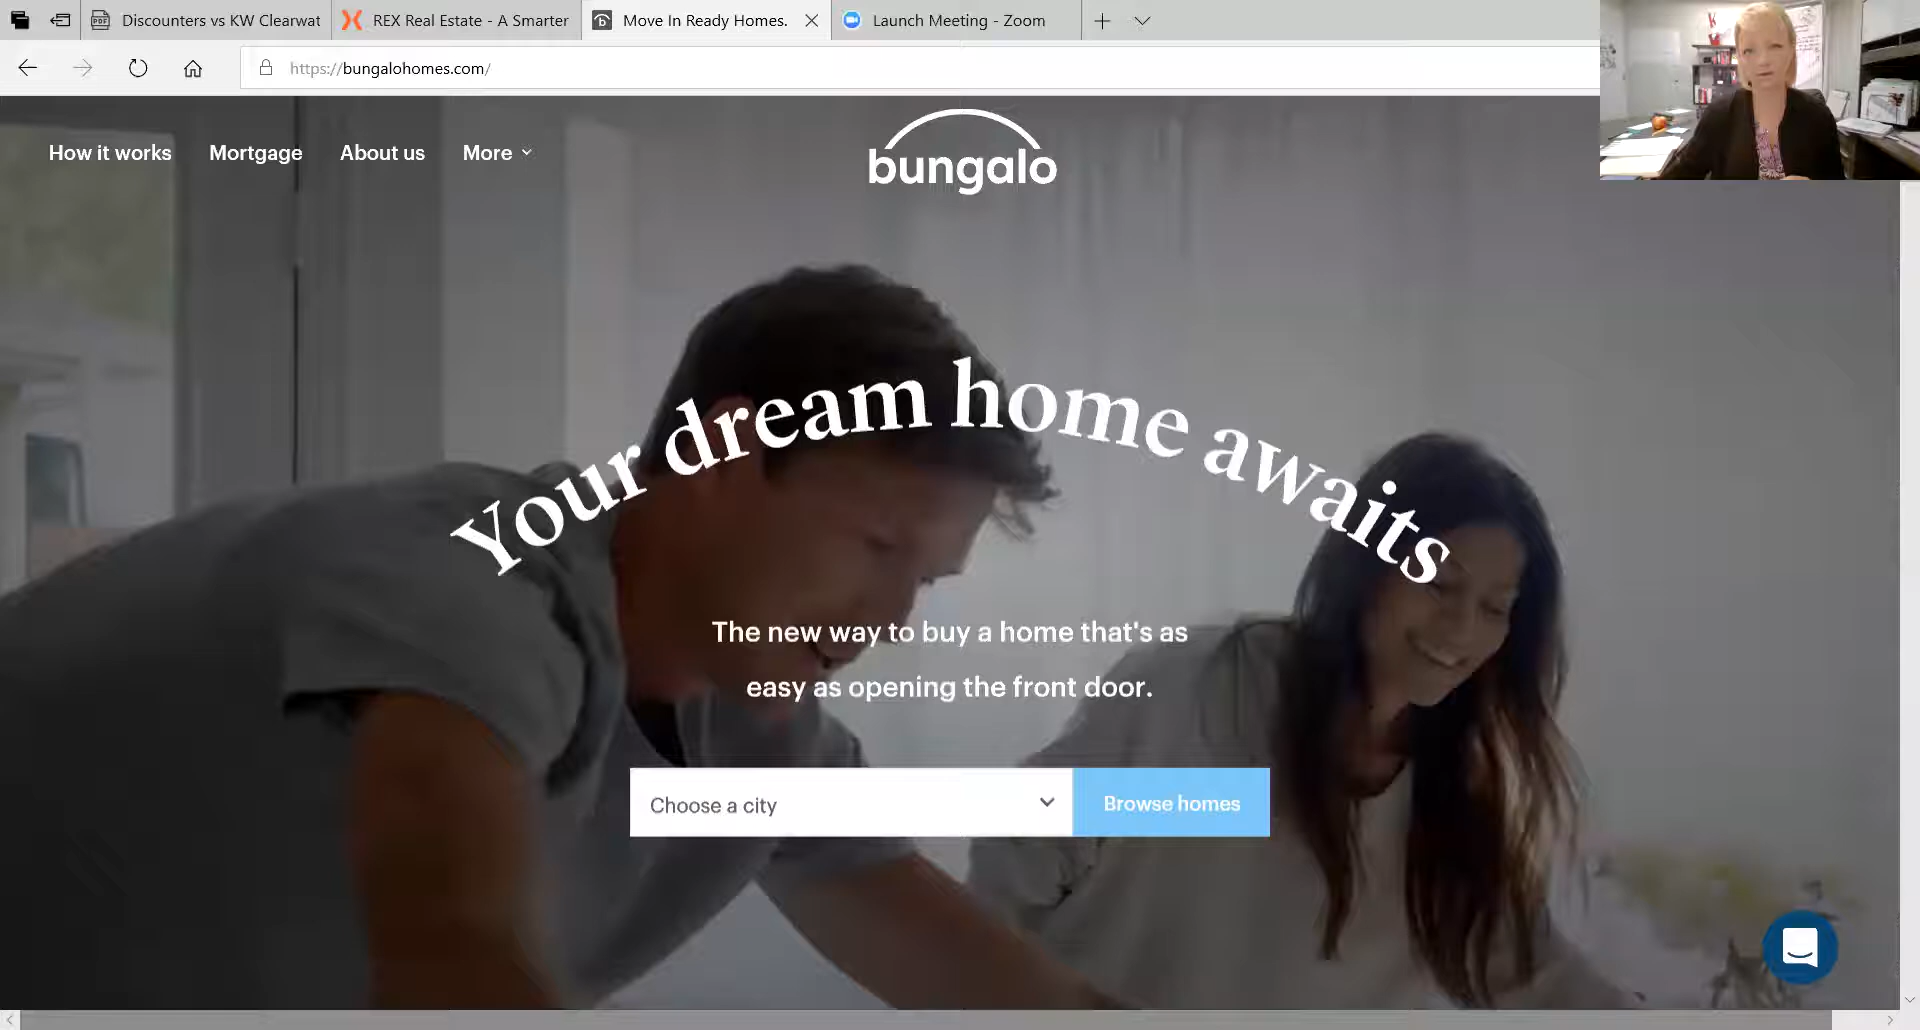 Discounters vs KW Clearwat
REX Real Estate - A Smarter
Move In Ready Homes.
Launch Meeting - Zoom
https://bungalohomes.com/
How it works
Mortgage
About us
More
bungalo
Your dream home awaits
The new way to buy a home that's as
easy as opening the front door.
Choose a city
Browse homes